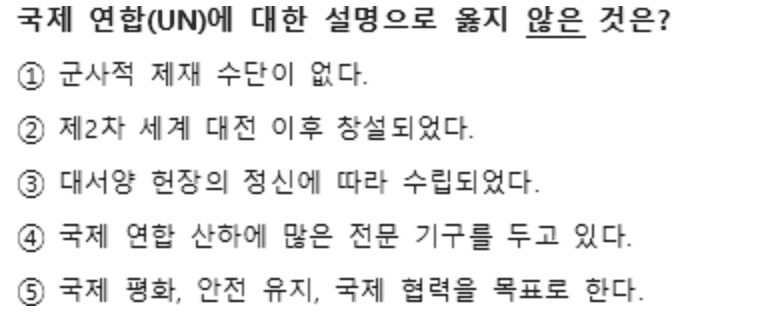 국제 연합(UN)에 대한 설명으로 옳지 않은 것은?
① 군사적 제재 수단이 없다.
② 제2차 세계 대전 이후 창설되었다.
③ 대서양 헌장의 정신에 따라 수립되었다.
④ 국제 연합 산하에 많은 전문 기구를 두고 있다.
⑤ 국제 평화, 안전 유지, 국제 협력을 목표로 한다.